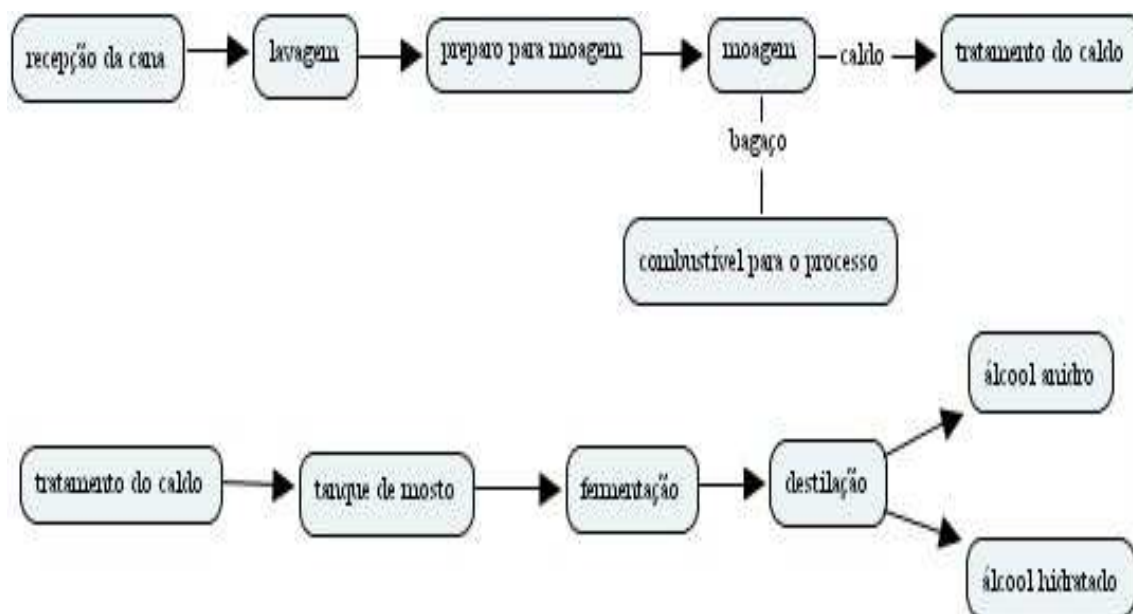 recepção da cana
lavagem
preparo para moagem
moagem
caldo
tratamento do caldo
bagaço
combustível para o processo
álcool anidro
tratamento do caldo
tanque de mosto
fermentação
destilação
álcool hidratado